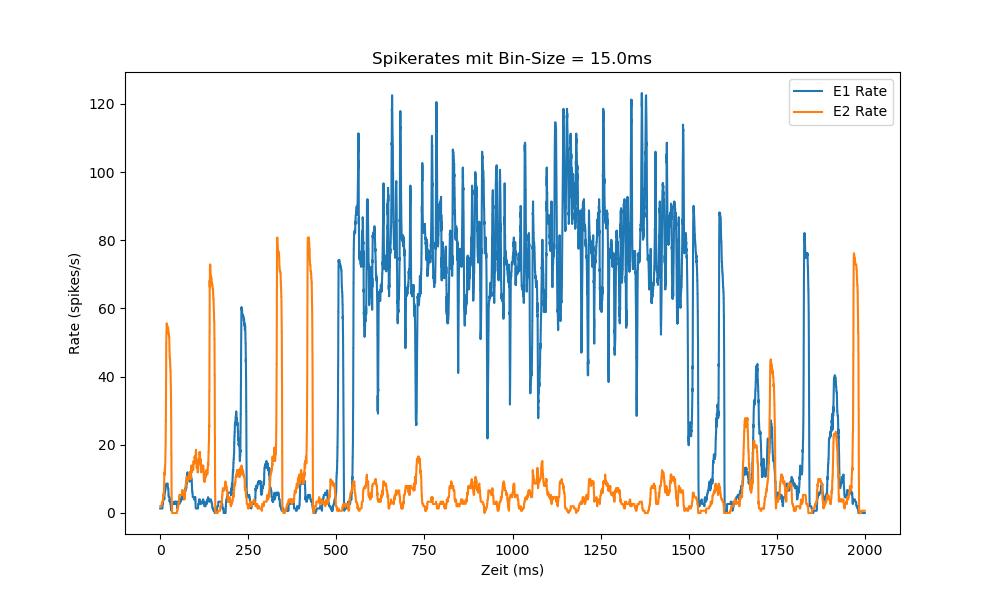 Spikerates mit Bin-Size = 15.0ms
E1 Rate
E2 Rate
Rate (spikes/s)
120
100
80
60
40
20
0
0 250 500 750 1000 1250 1500 1750 2000
Zeit (ms)